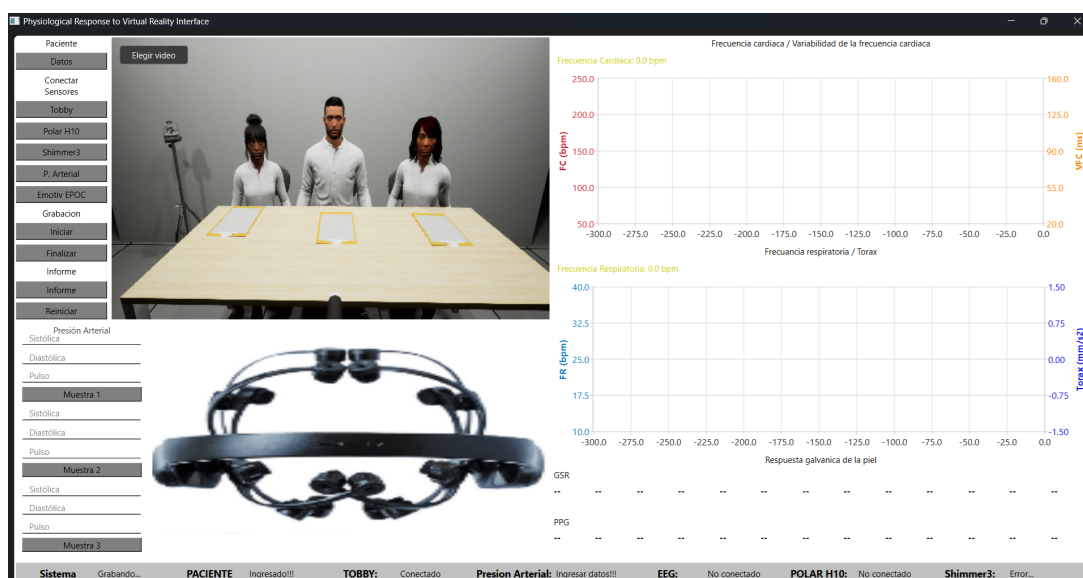 Physiological Response to Virtual Reality Interface
Paciente
Datos
Conectar
Sensores
Tobby
Polar H10
Shimmer3
P. Arterial
Emotiv EPOC
Grabacion
Iniciar
Finalizar
Informe
Informe
Reiniciar
Elegir video
Presión Arterial
Sistólica
Diastólica
Pulso
Muestra 1
Sistólica
Diastólica
Pulso
Muestra 2
Sistólica
Diastólica
Pulso
Muestra 3
Frecuencia cardiaca / Variabilidad de la frecuencia cardiaca
Frecuencia Cardíaca: 0.0 bpm
250.0
200.0
150.0
100.0
50.0
FC (bpm)
160.0
125.0
90.0
55.0
20.0
VFC (ms)
-300.0 -275.0 -250.0 -225.0 -200.0 -175.0 -150.0 -125.0 -100.0 -75.0 -50.0 -25.0 0.0
Frecuancia respiratoria / Torax
Frecuencia Respiratoria: 0.0 bpm
40.0
32.5
25.0
17.5
10.0
FR (bpm)
1.50
0.75
0.00
-0.75
-1.50
Torax (mm/s2)
-300.0 -275.0 -250.0 -225.0 -200.0 -175.0 -150.0 -125.0 -100.0 -75.0 -50.0 -25.0 0.0
Respuesta galvanica de la piel
GSR
-- -- -- -- -- -- -- -- -- -- -- -- --
PPG
-- -- -- -- -- -- -- -- -- -- -- -- --
Sistema Grabando... PACIENTE Ingresado!!! TOBBY: Conectado Presion Arterial: Ingresar datos!!! EEG: No conectado POLAR H10: No conectado Shimmer3: Error...